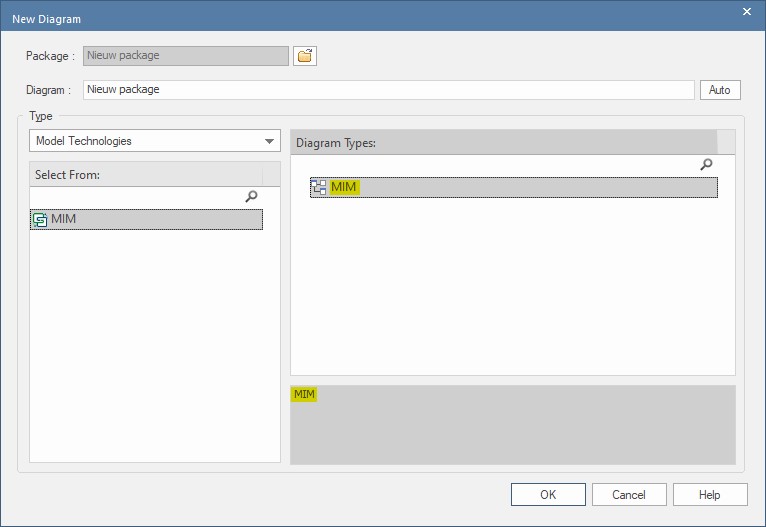 New Diagram
Package : Nieuw package
Diagram : Nieuw package Auto
Type
Model Technologies
Diagram Types:
Select From:
MIM
MIM
MIM
OK Cancel Help